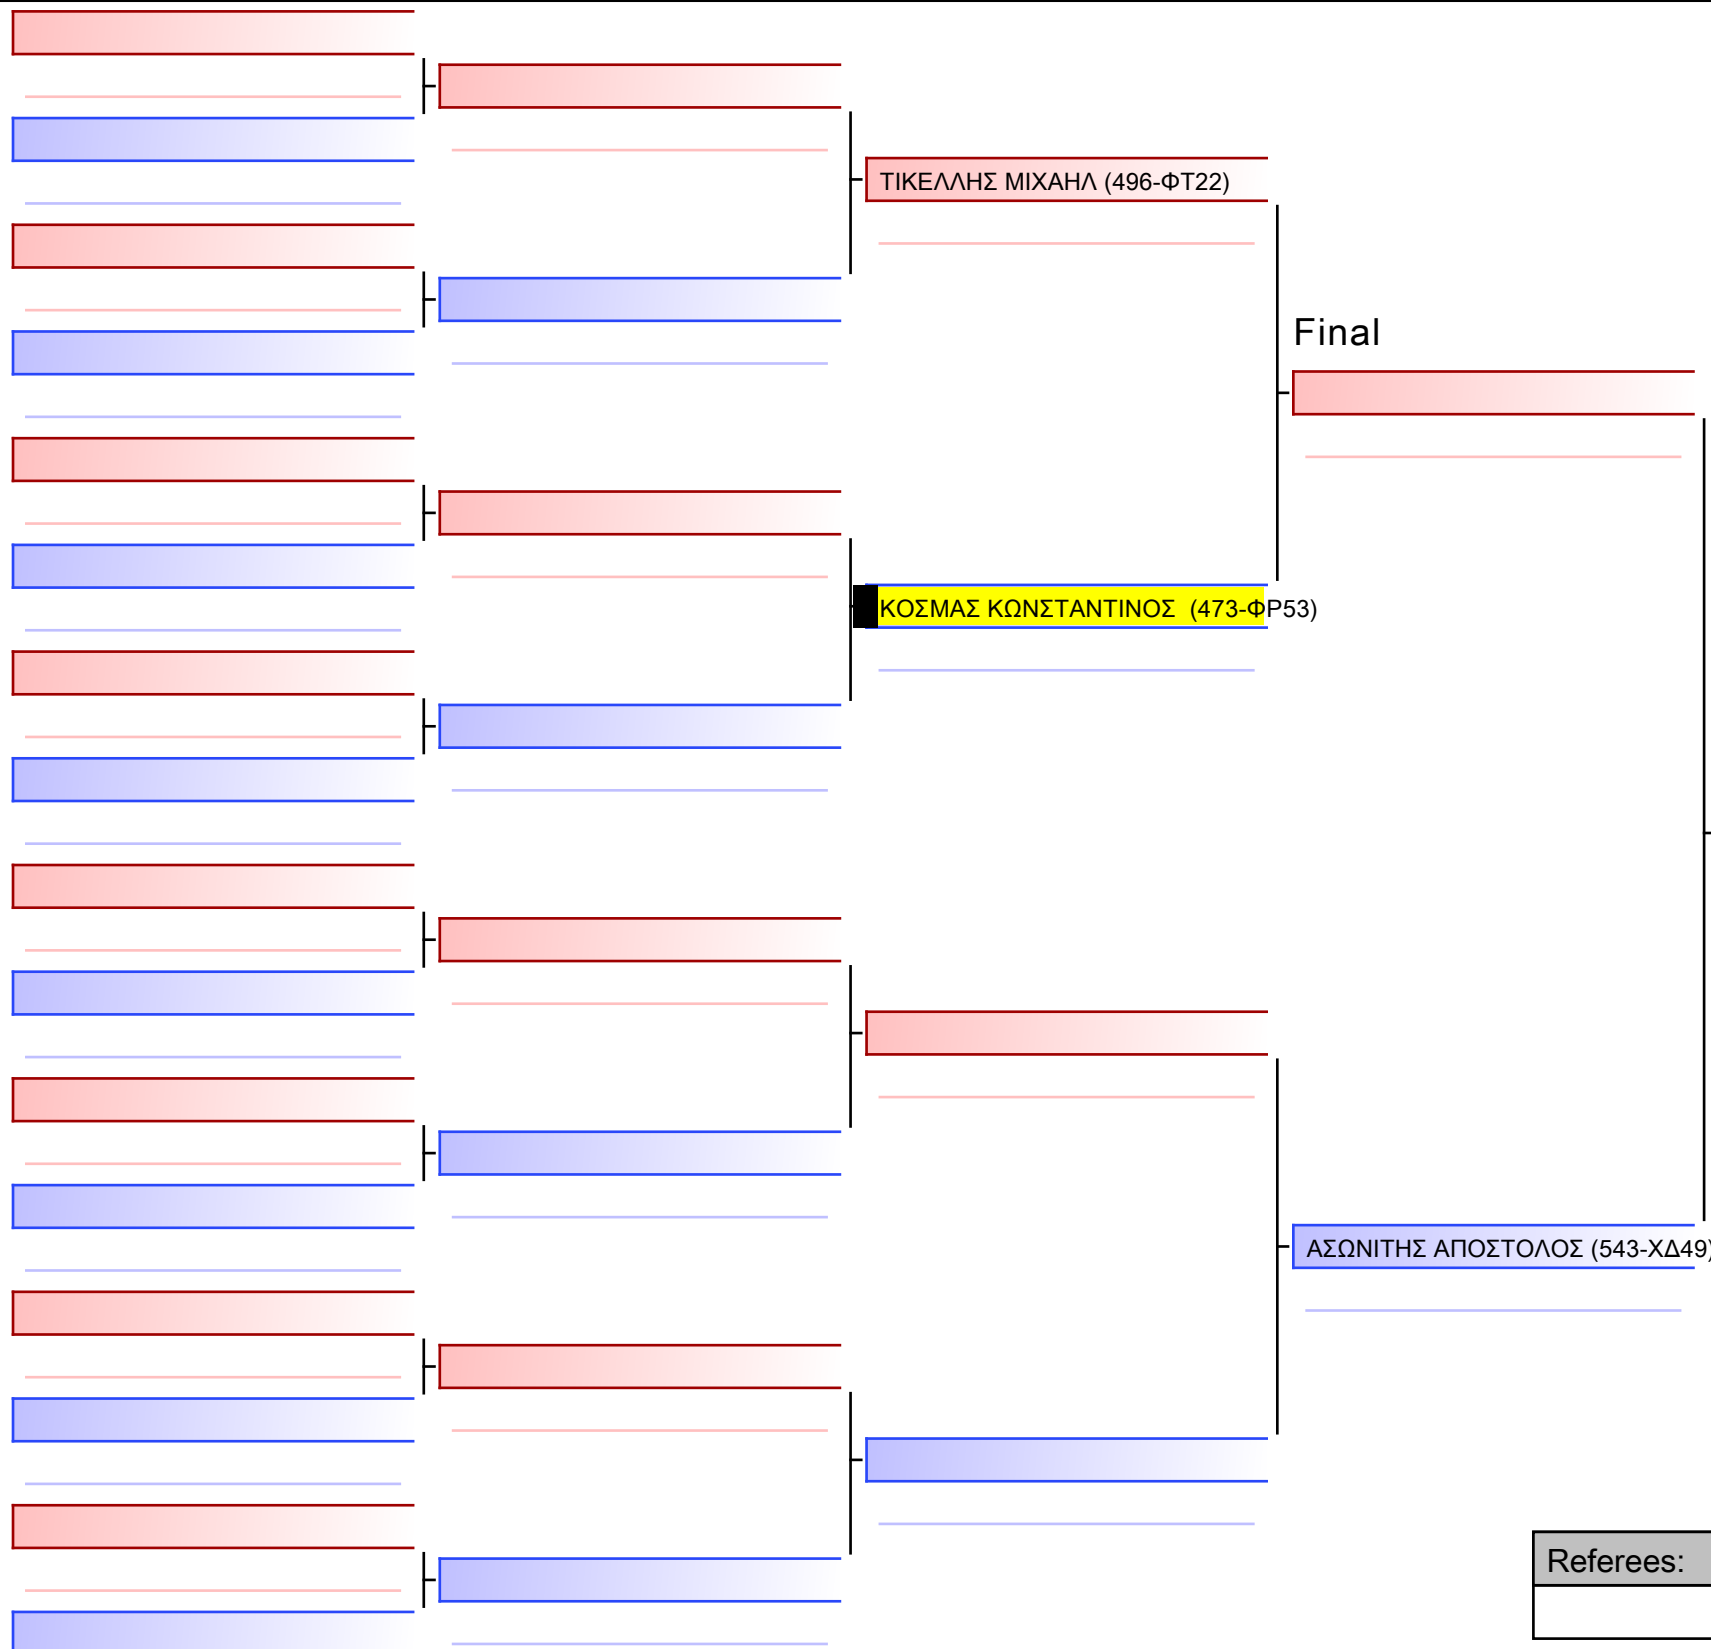 ΤΙΚΕΛΛΗΣ ΜΙΧΑΗΛ (496-ΦΤ22)
Final
ΚΟΣΜΑΣ ΚΩΝΣΤΑΝΤΙΝΟΣ (473-ΦΡ53)
ΑΣΩΝΙΤΗΣ ΑΠΟΣΤΟΛΟΣ (543-ΧΔ49)
Referees: